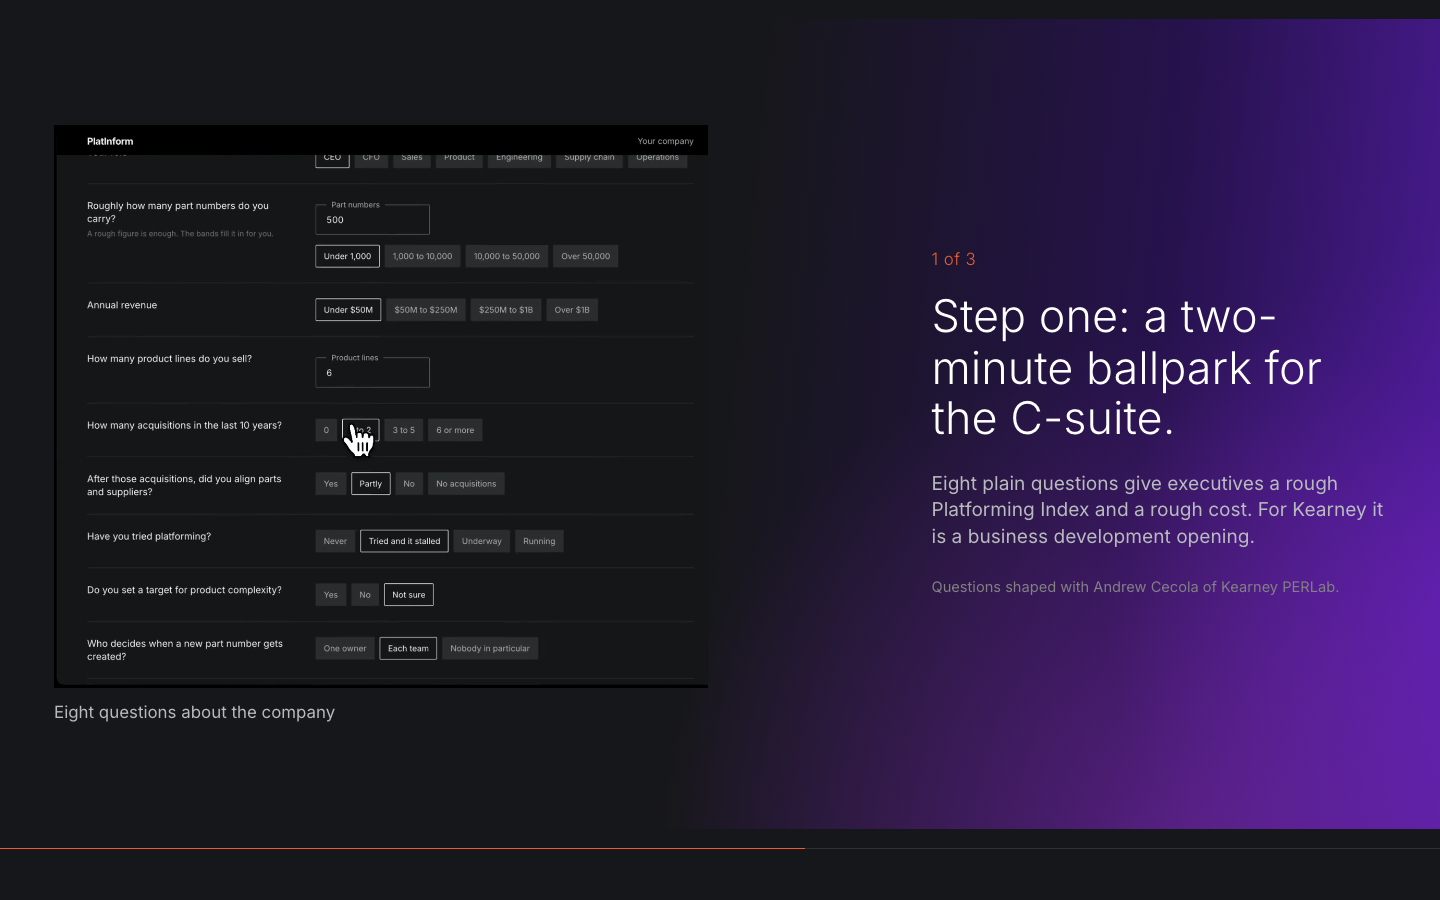 PlatInform
Your company
CEO
CFO
Sales
Product
Engineering
Supply chain
Operations
Roughly how many part numbers do you
carry?
A rough figure is enough. The bands fill it in for you.
Part numbers
500
Under 1,000
1,000 to 10,000
10,000 to 50,000
Over 50,000
Annual revenue
Under $50M
$50M to $250M
$250M to $1B
Over $1B
How many product lines do you sell?
Product lines
6
How many acquisitions in the last 10 years?
0
to 2
3 to 5
6 or more
After those acquisitions, did you align parts
and suppliers?
Yes
Partly
No
No acquisitions
Have you tried platforming?
Never
Tried and it stalled
Underway
Running
Do you set a target for product complexity?
Yes
No
Not sure
Who decides when a new part number gets
created?
One owner
Each team
Nobody in particular
Eight questions about the company
1 of 3
Step one: a two-
minute ballpark for
the C-suite.
Eight plain questions give executives a rough
Platforming Index and a rough cost. For Kearney it
is a business development opening.
Questions shaped with Andrew Cecola of Kearney PERLab.